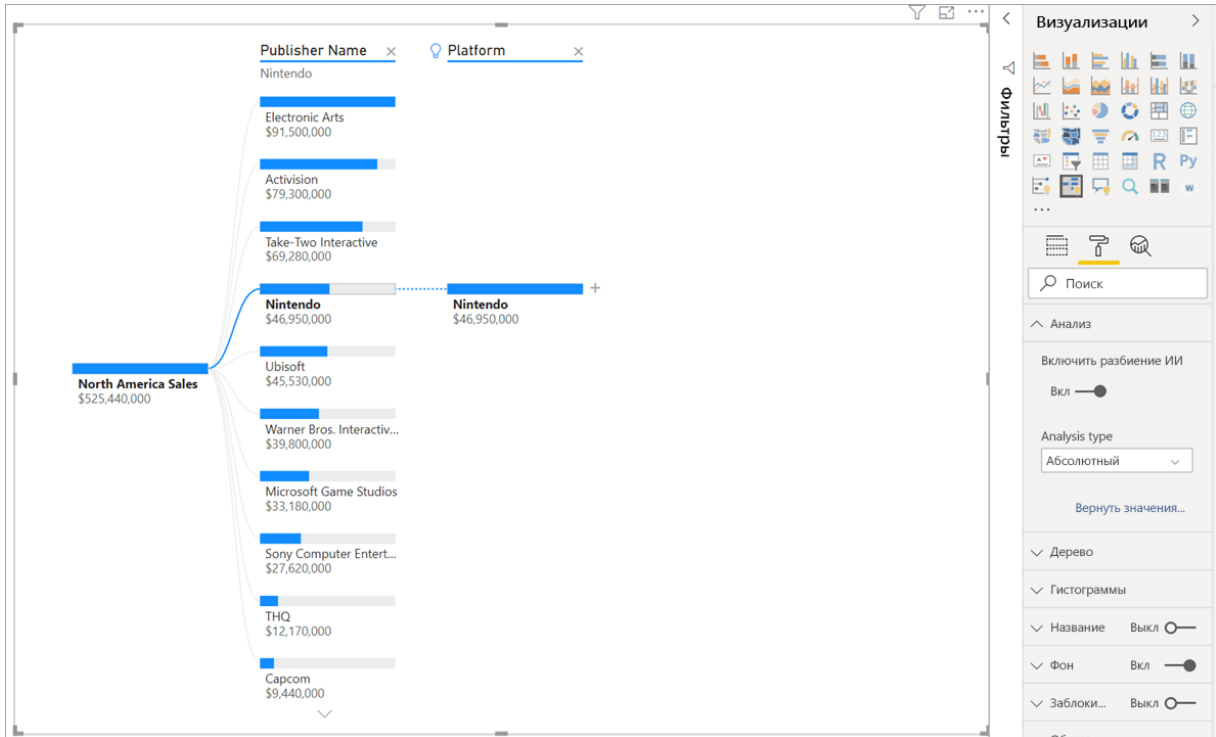 Publisher Name
Platform
Nintendo
Electronic Arts
$91,500,000
Activision
$79,300,000
Take-Two Interactive
$69,280,000
Nintendo
$46,950,000
Nintendo
$46,950,000
Ubisoft
$45,530,000
North America Sales
$525,440,000
Warner Bros. Interactiv...
$39,800,000
Microsoft Game Studios
$33,180,000
Sony Computer Entert...
$27,620,000
THQ
$12,170,000
Capcom
$9,440,000
Фильтры
Визуализации
123
R
Py
W
Поиск
Анализ
Включить разбиение ИИ
Вкл
Analysis type
Абсолютный
Вернуть значения...
Дерево
Гистограммы
Название Выкл
Фон Вкл
Заблоки... Выкл